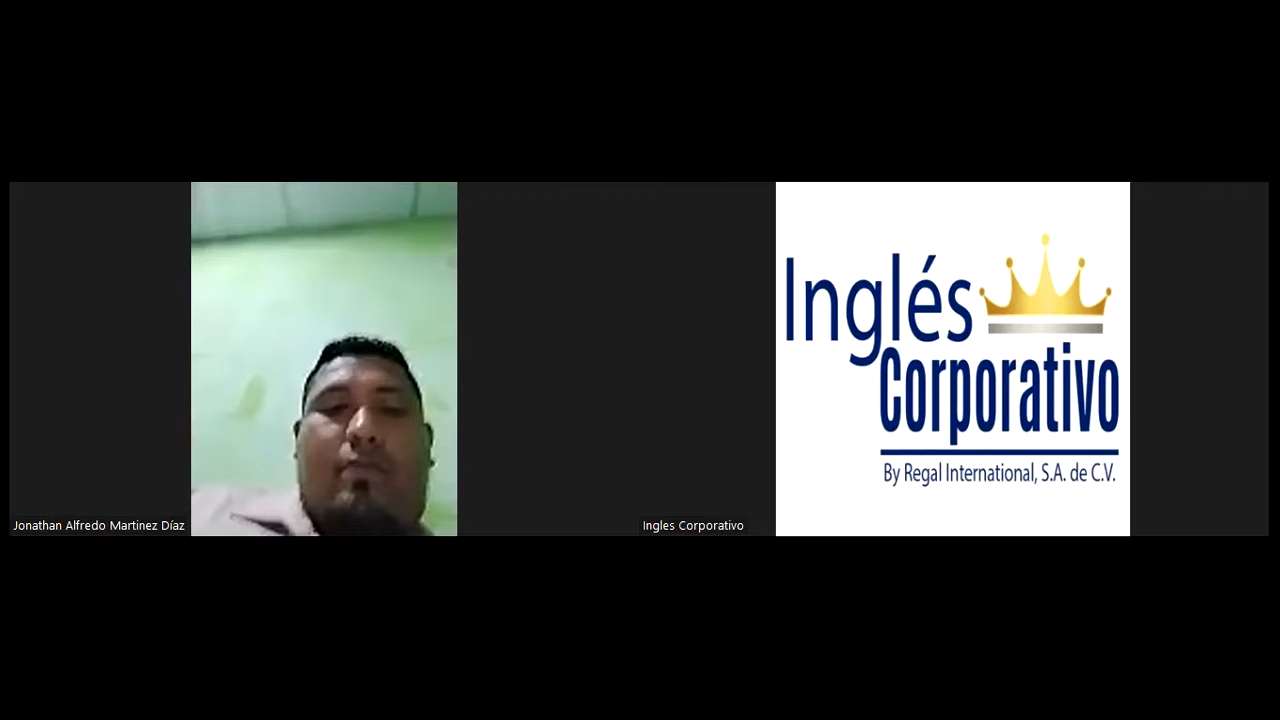 Jonathan Alfredo Martinez Díaz
Inglés
Corporativo
By Regal International, S.A. de C.V.
Ingles Corporativo